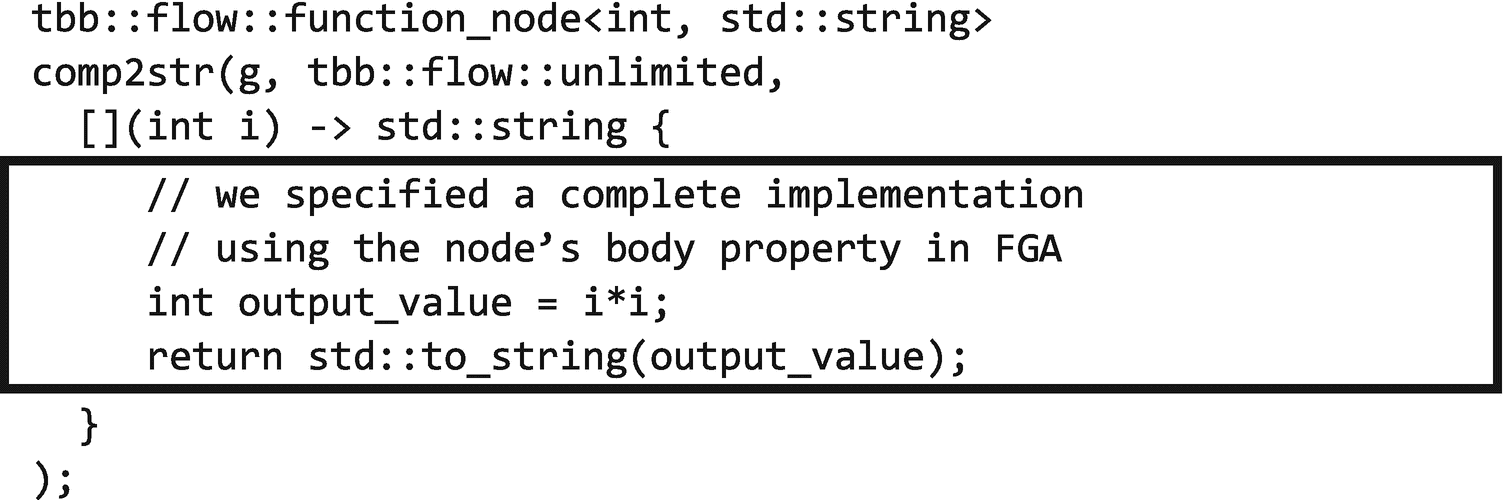 tbb::flow::function_node<int, std::string>
comp2str(g, tbb::flow::unlimited,
  [](int i) -> std::string {
     // we specified a complete implementation
     // using the node’s body property in FGA
     int output_value = i*i;
     return std::to_string(output_value);
  }
);